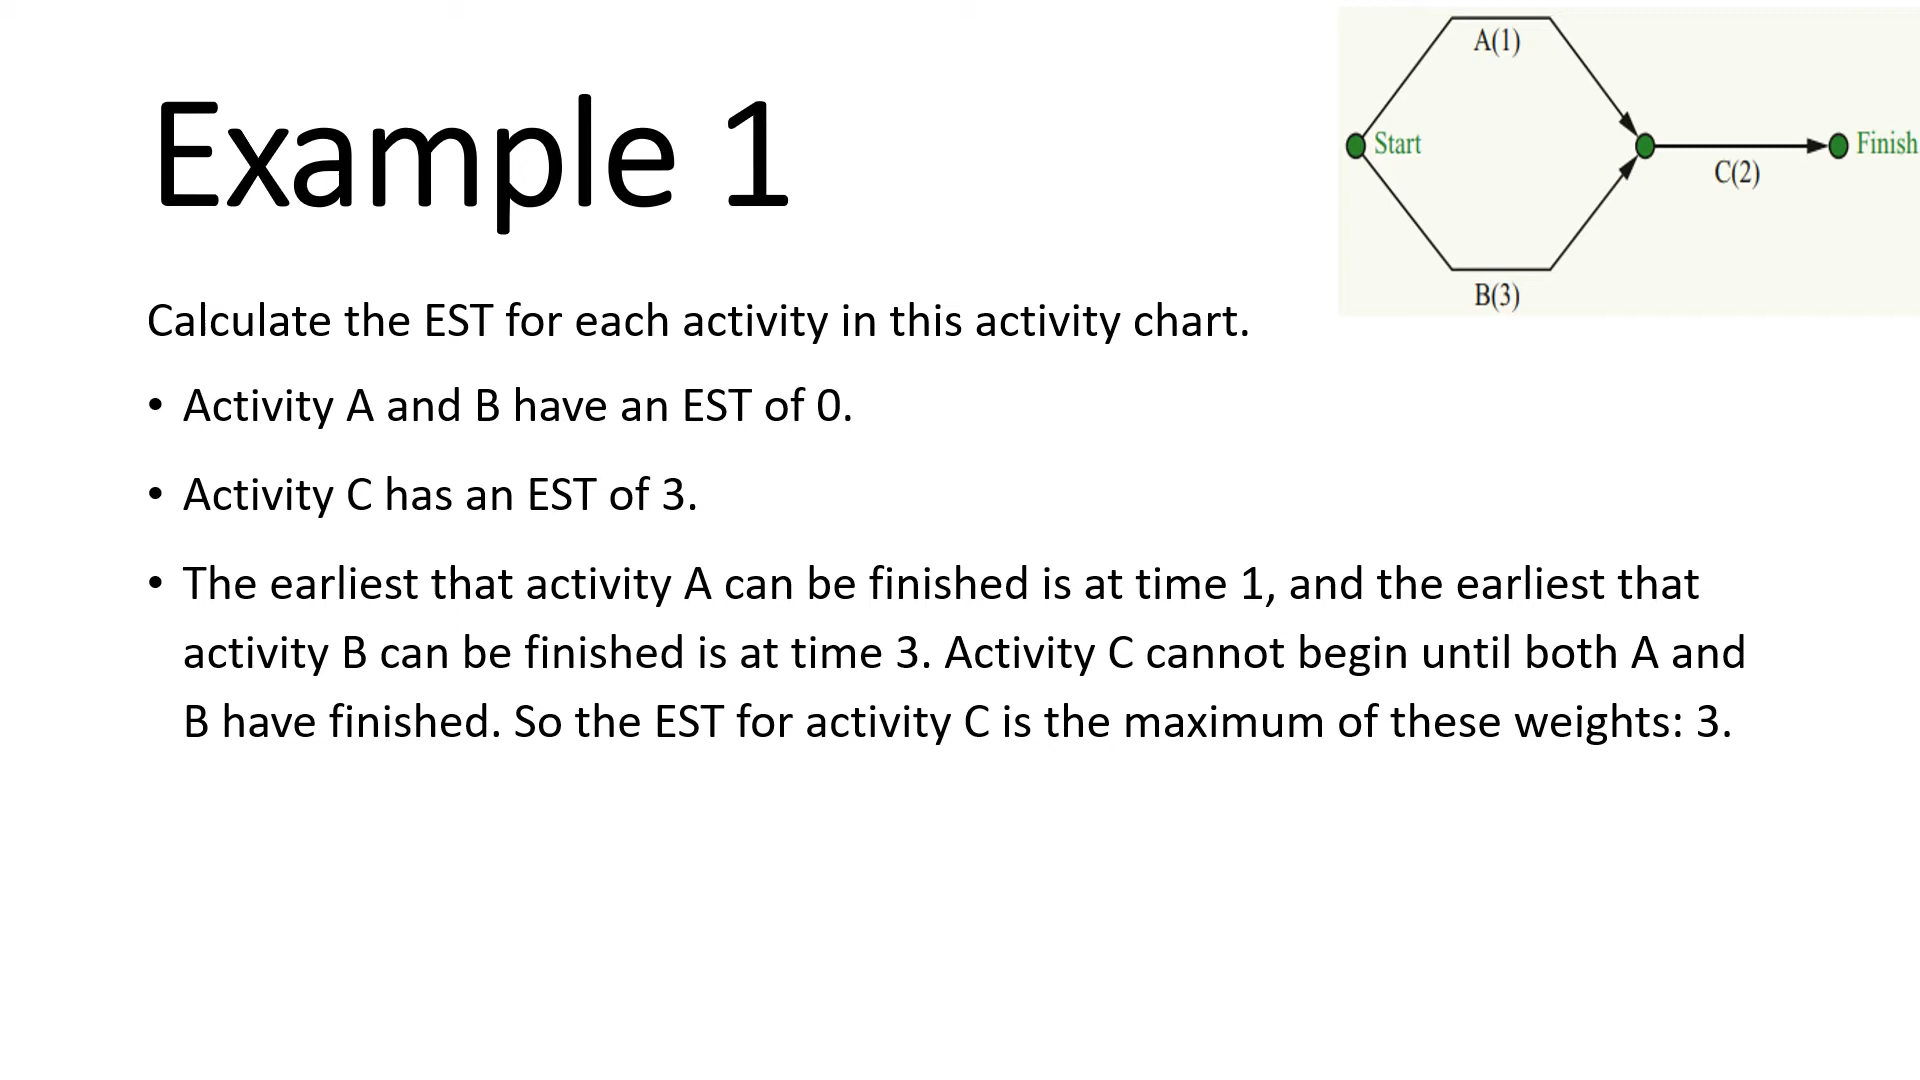 Example 1
A(1)
Start
Finish
C(2)
B(3)
Calculate the EST for each activity in this activity chart.
• Activity A and B have an EST of 0.
• Activity C has an EST of 3.
• The earliest that activity A can be finished is at time 1, and the earliest that
activity B can be finished is at time 3. Activity C cannot begin until both A and
B have finished. So the EST for activity C is the maximum of these weights: 3.